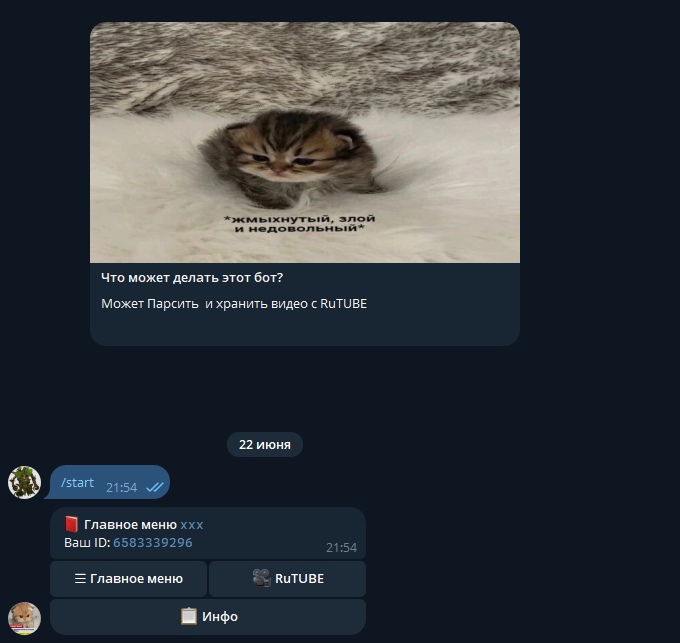 *жмыхнутый, злой
и недовольный*
Что может делать этот бот?
Может Парсить  и хранить видео с RuTUBE
22 июня
/start 21:54
Главное меню xxx
Ваш ID: 6583339296
21:54
☰ Главное меню
RuTUBE
Инфо